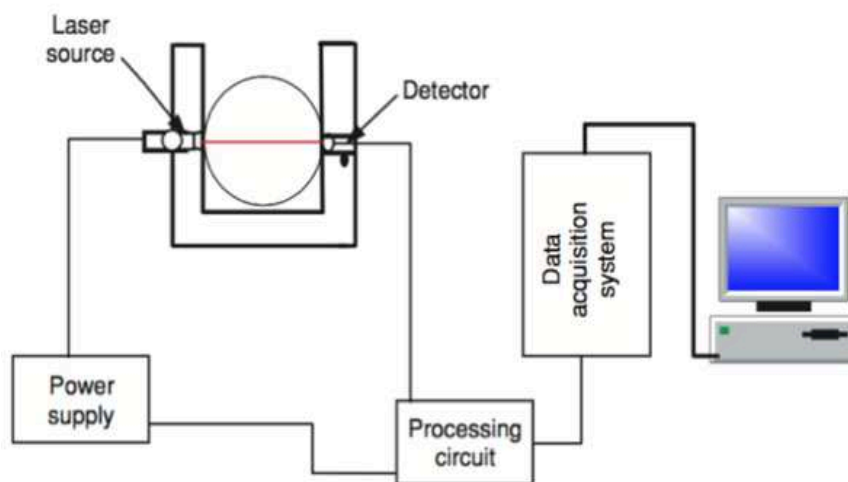 Laser
source
Detector
Data
acquisition
system
Power
supply
Processing
circuit